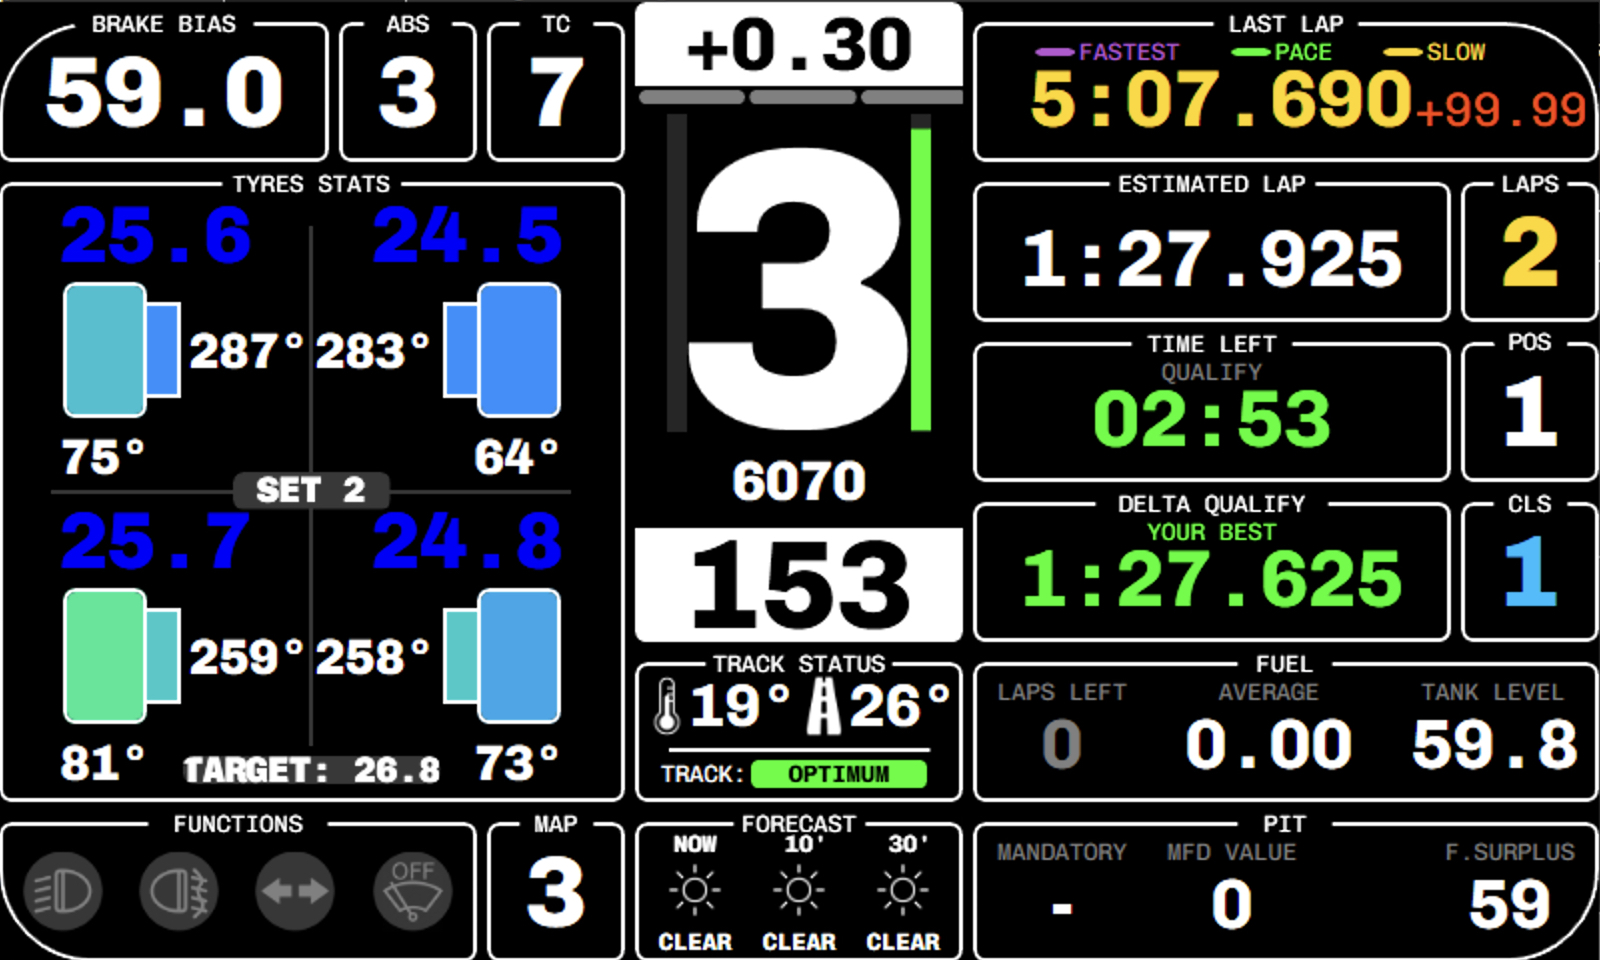 BRAKE BIAS
59.0
ABS
3
TC
7
TYRES STATS
25.6 24.5
287° 283°
75° 64°
SET 2
25.7 24.8
259° 258°
81° TARGET: 26.8 73°
FUNCTIONS
OFF
MAP
3
+0.30
3
6070
153
TRACK STATUS
19° 26°
TRACK: OPTIMUM
FORECAST
NOW 10' 30'
CLEAR CLEAR CLEAR
LAST LAP
FASTEST PACE SLOW
5:07.690 +99.99
ESTIMATED LAP
1:27.925
LAPS
2
TIME LEFT
QUALIFY
02:53
POS
1
DELTA QUALIFY
YOUR BEST
1:27.625
CLS
1
FUEL
LAPS LEFT AVERAGE TANK LEVEL
0 0.00 59.8
PIT
MANDATORY MFD VALUE F.SURPLUS
- 0 59